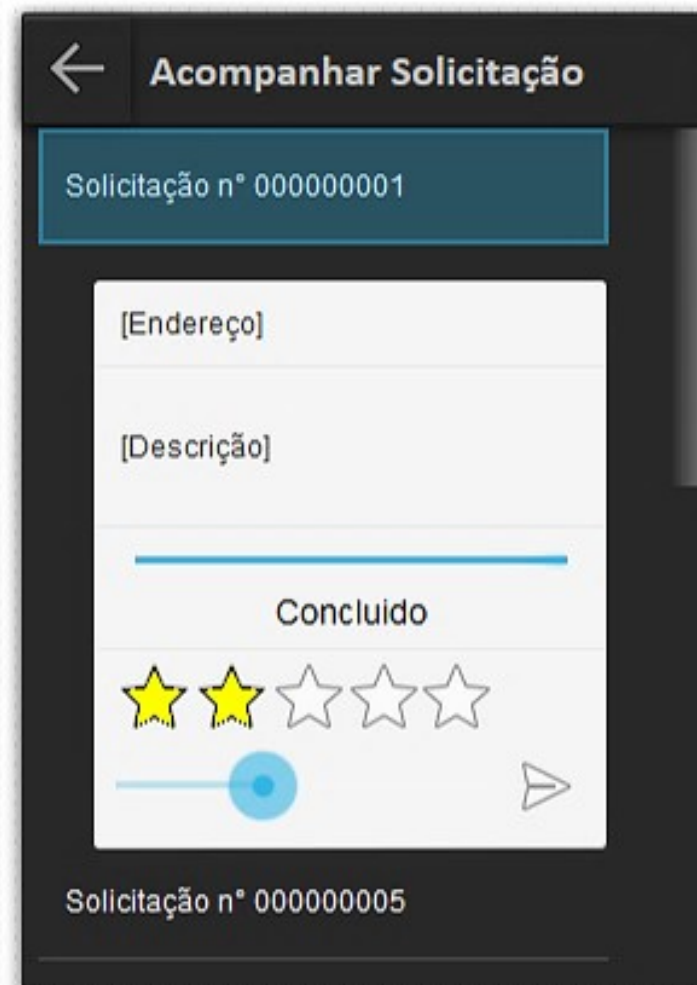 Acompanhar Solicitação
Solicitação n° 000000001
[Endereço]
[Descrição]
Concluido
Solicitação n° 000000005